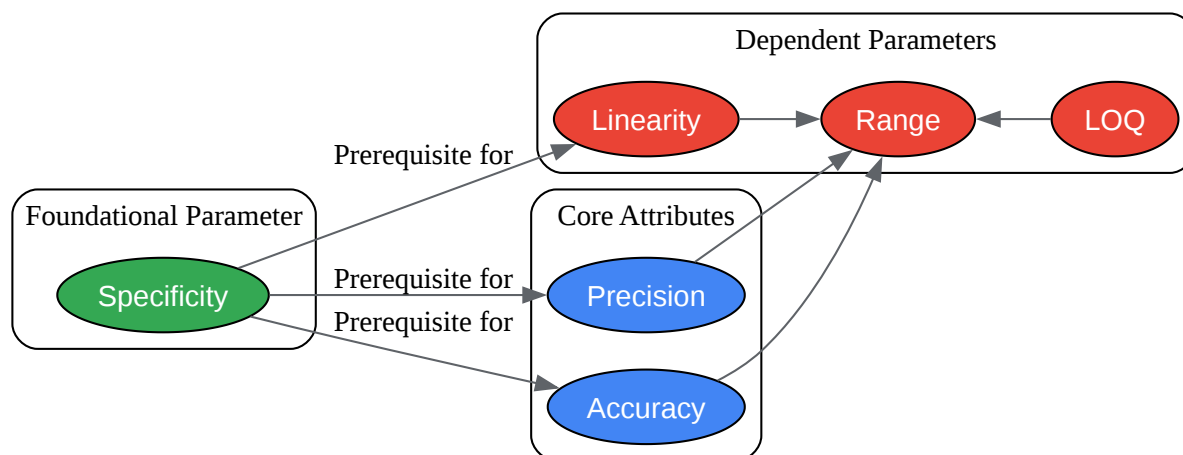 Dependent Parameters
Linearity
Range
LOQ
Prerequisite for
Foundational Parameter
Core Attributes
Specificity
Prerequisite for
Precision
Prerequisite for
Accuracy